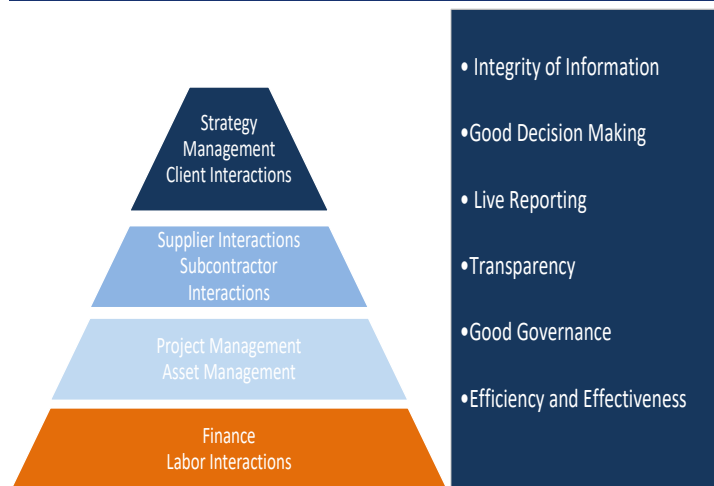 Strategy
Management
Client Interactions
Supplier Interactions
Subcontractor
Interactions
Project Management
Asset Management
Finance
Labor Interactions
• Integrity of Information
•Good Decision Making
• Live Reporting
•Transparency
•Good Governance
•Efficiency and Effectiveness